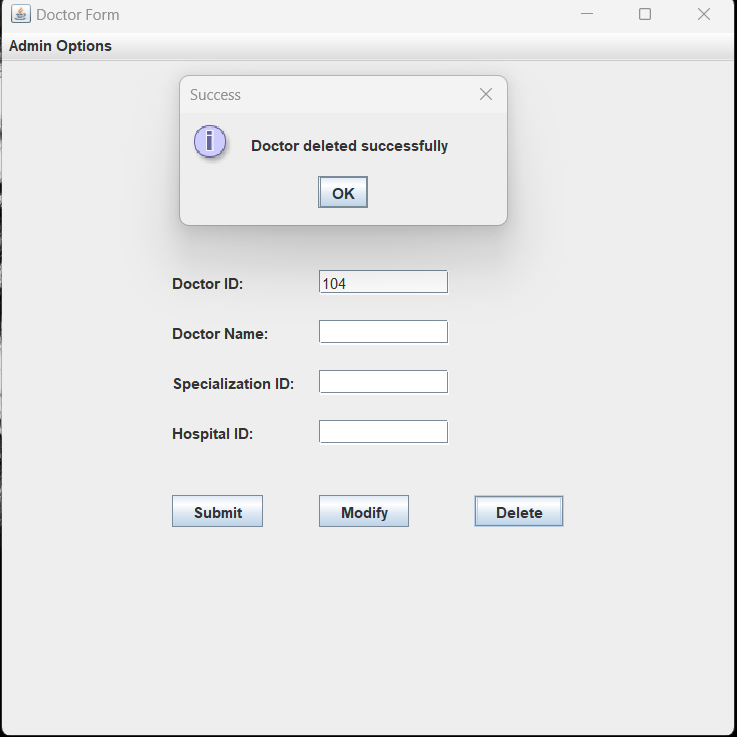 Doctor Form
Admin Options
Success
i
Doctor deleted successfully
OK
Doctor ID: 104
Doctor Name:
Specialization ID:
Hospital ID:
Submit Modify Delete